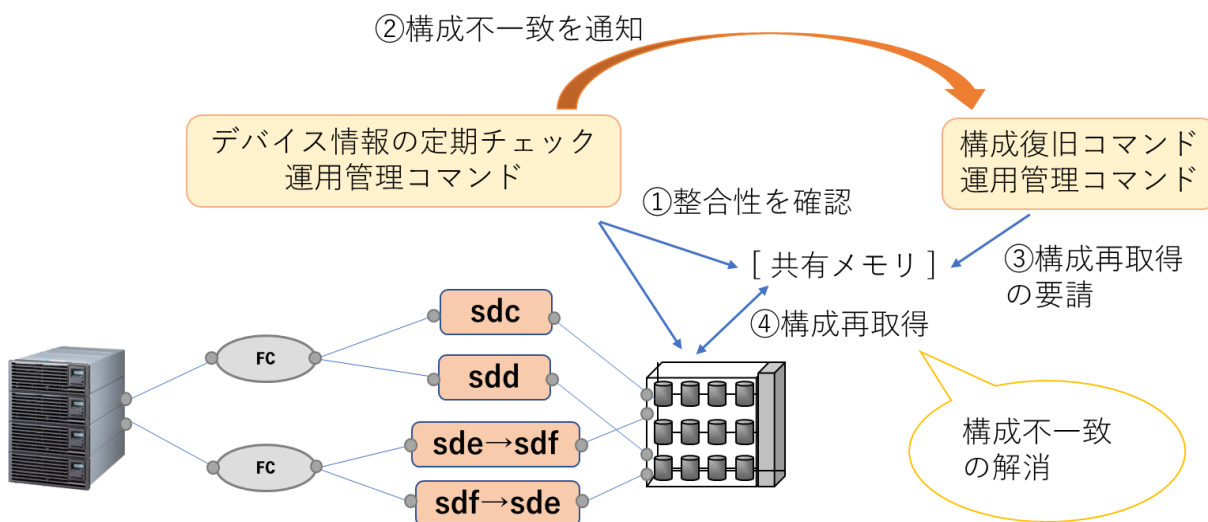 ②構成不一致を通知
デバイス情報の定期チェック
運用管理コマンド
構成復旧コマンド
運用管理コマンド
①整合性を確認
[ 共有メモリ ]
③構成再取得
の要請
④構成再取得
sdc
FC
sdd
sde→sdf
FC
sdf→sde
構成不一致
の解消